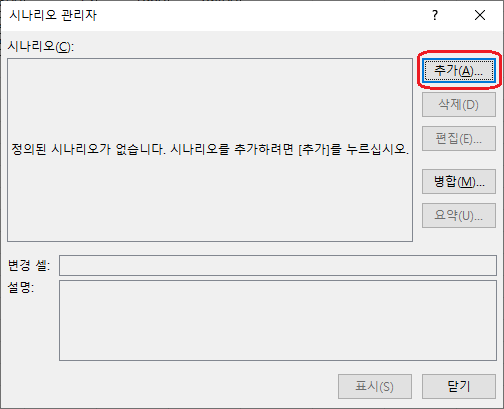 시나리오 관리자
?
시나리오(C):
정의된 시나리오가 없습니다. 시나리오를 추가하려면 [추가]를 누르십시오.
추가(A)...
삭제(D)
편집(E)...
병합(M)...
요약(U)...
변경 셀:
설명:
표시(S)
닫기